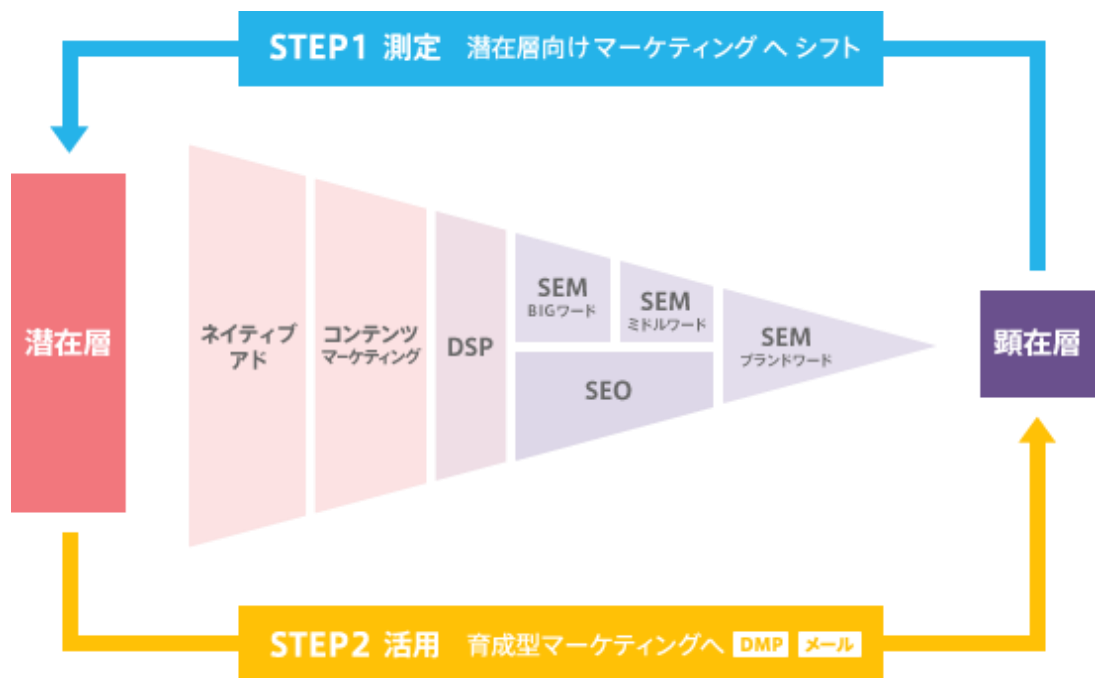 STEP1 測定 潜在層向けマーケティングへ シフト
潜在層
ネイティブ
アド
コンテンツ
マーケティング
DSP
SEM
BIGワード
SEM
ミドルワード
SEO
SEM
ブランドワード
顕在層
STEP2 活用 育成型マーケティングへ DMP メール